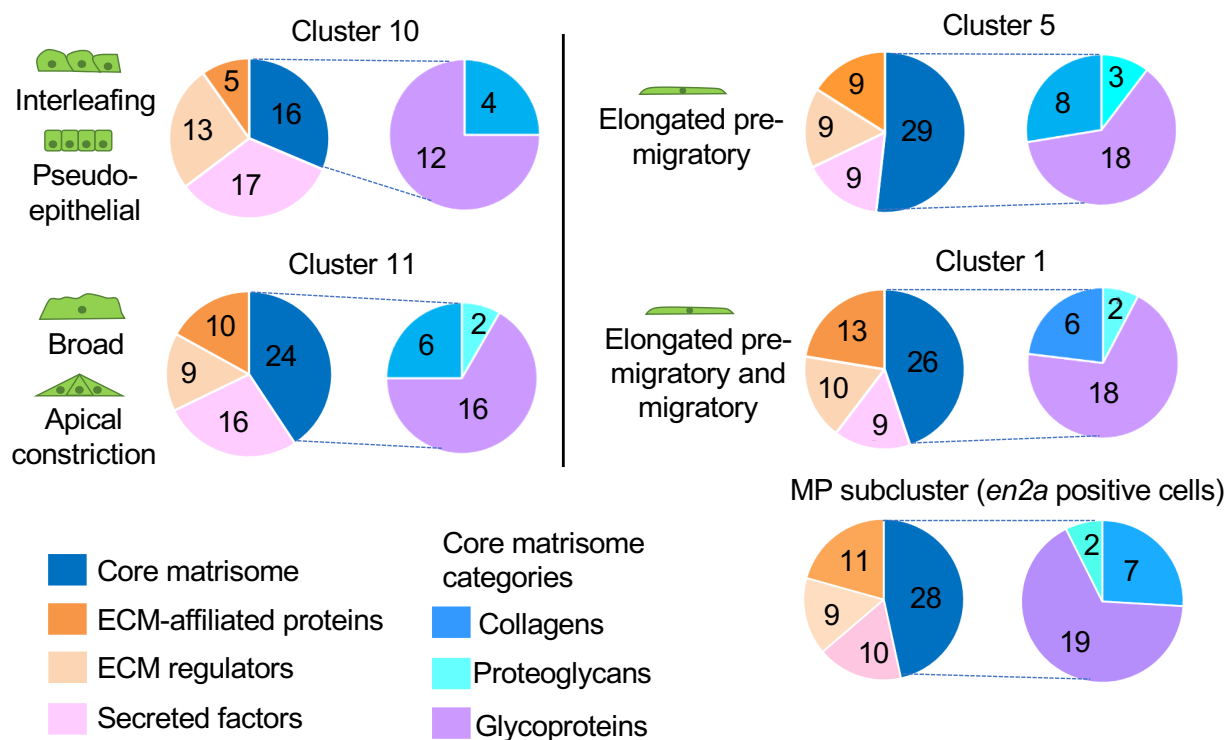 Cluster 10
Interleafing
Pseudo-
epithelial
5
16
13
17
4
12
Cluster 11
Broad
Apical
constriction
10
24
9
16
6
2
16
Cluster 5
Elongated pre-
migratory
9
29
9
9
8
3
18
Cluster 1
Elongated pre-
migratory and
migratory
13
26
10
9
6
2
18
MP subcluster (en2a positive cells)
11
28
9
10
2
7
19
Core matrisome
ECM-affiliated proteins
ECM regulators
Secreted factors
Core matrisome
categories
Collagens
Proteoglycans
Glycoproteins